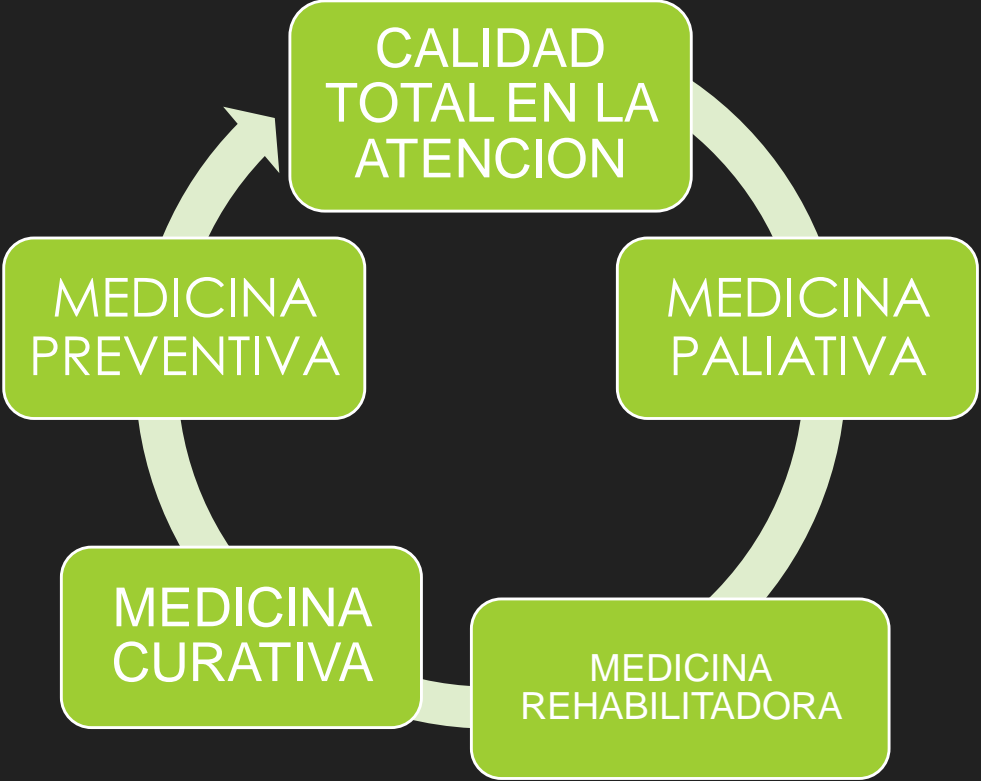 CALIDAD
TOTAL EN LA
ATENCION
MEDICINA
PALIATIVA
MEDICINA
REHABILITADORA
MEDICINA
CURATIVA
MEDICINA
PREVENTIVA